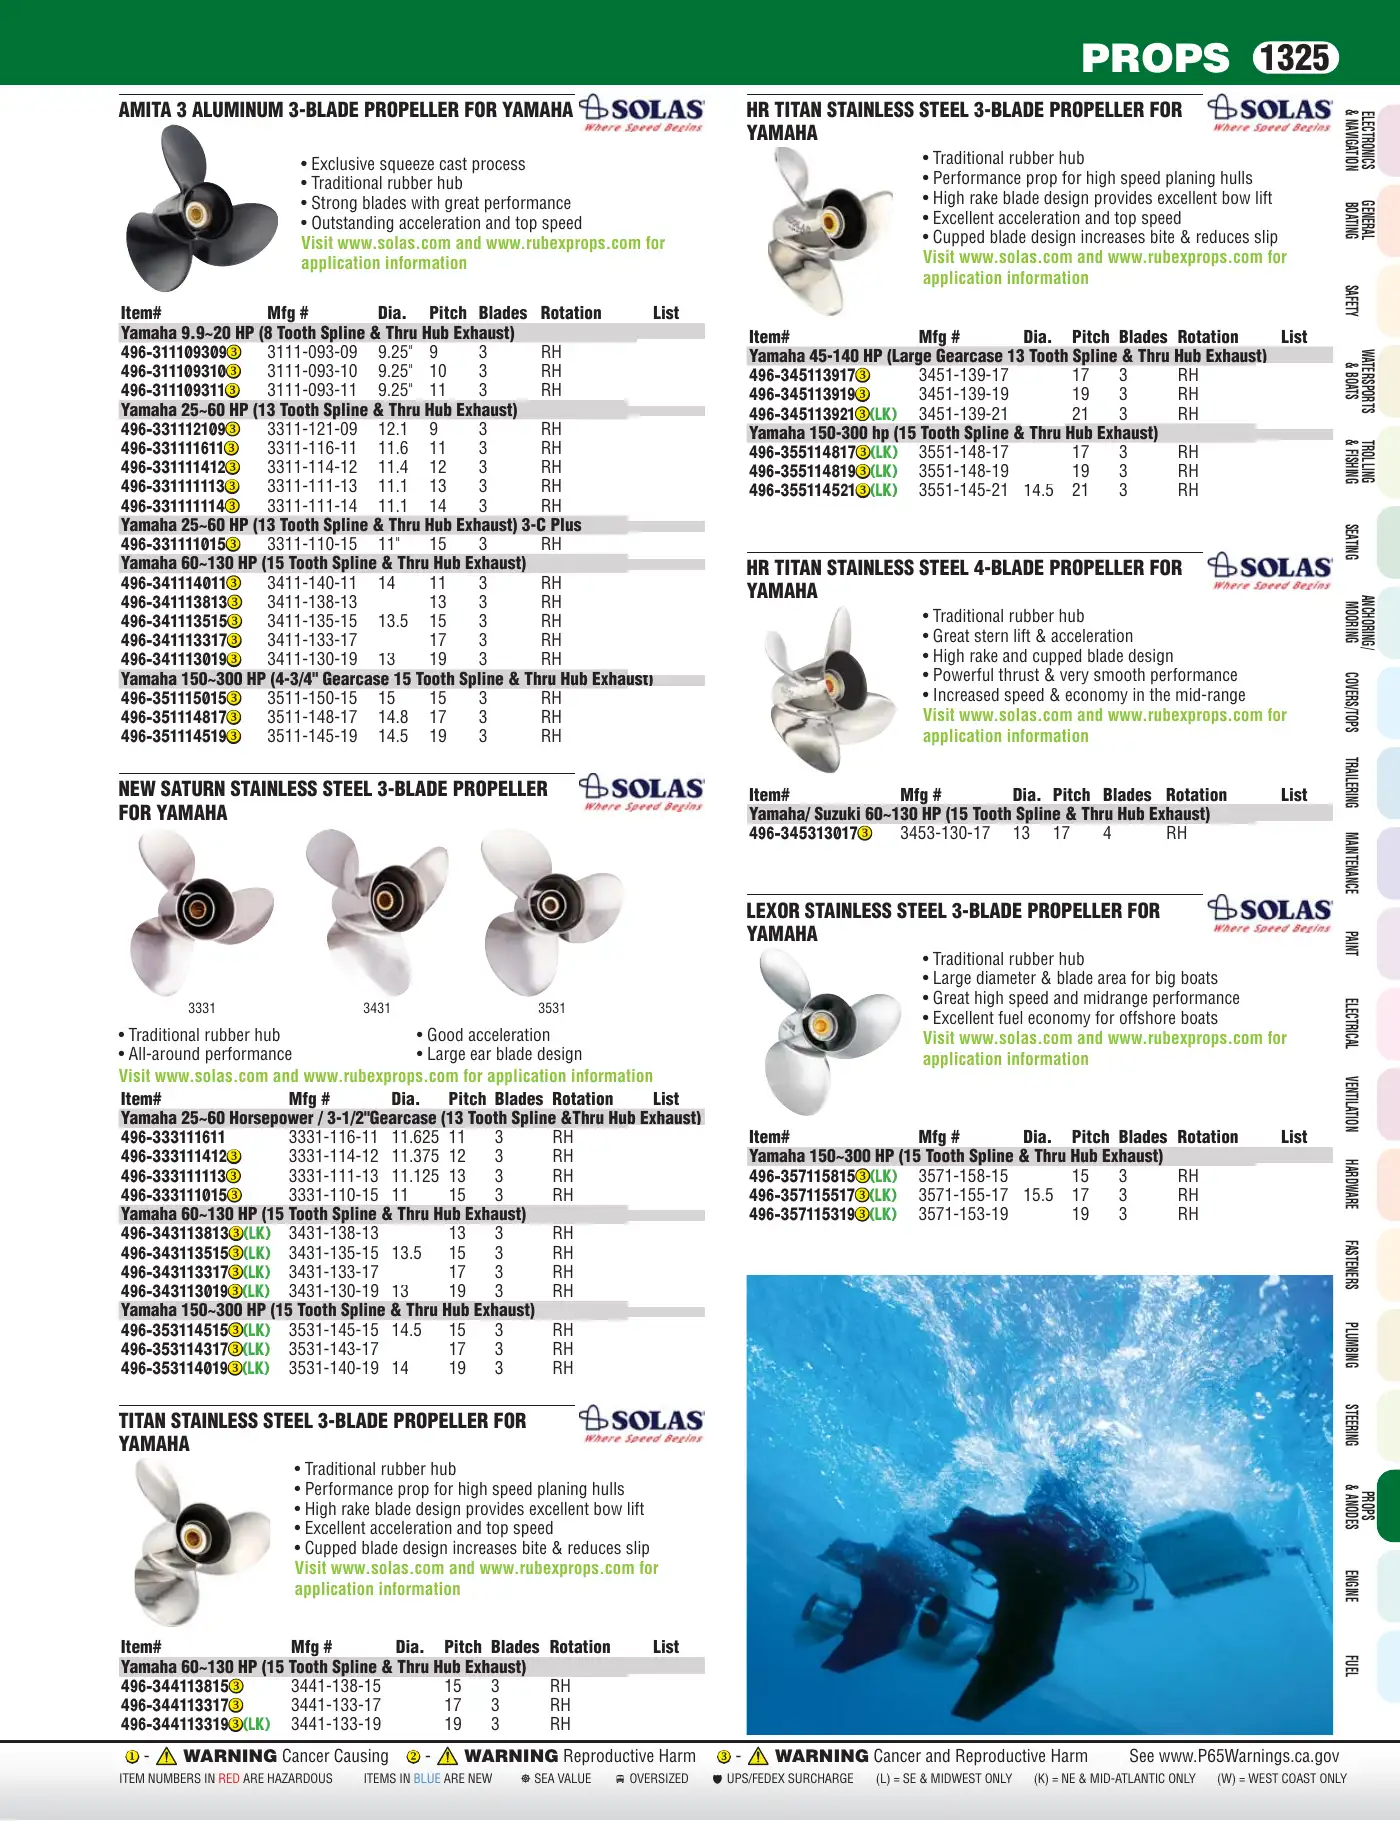 PROPS 1325
AMITA 3 ALUMINUM 3-BLADE PROPELLER FOR YAMAHA
SOLAS
Where Speed Begins
• Exclusive squeeze cast process
• Traditional rubber hub
• Strong blades with great performance
• Outstanding acceleration and top speed
Visit www.solas.com and www.rubexprops.com for
application information
Item# Mfg # Dia. Pitch Blades Rotation List
Yamaha 9.9~20 HP (8 Tooth Spline & Thru Hub Exhaust)
496-311109309③ 3111-093-09 9.25" 9 3 RH
496-311109310③ 3111-093-10 9.25" 10 3 RH
496-311109311③ 3111-093-11 9.25" 11 3 RH
Yamaha 25~60 HP (13 Tooth Spline & Thru Hub Exhaust)
496-331112109③ 3311-121-09 12.1 9 3 RH
496-331111611③ 3311-116-11 11.6 11 3 RH
496-331111412③ 3311-114-12 11.4 12 3 RH
496-331111113③ 3311-111-13 11.1 13 3 RH
496-331111114③ 3311-111-14 11.1 14 3 RH
Yamaha 25~60 HP (13 Tooth Spline & Thru Hub Exhaust) 3-C Plus
496-331111015③ 3311-110-15 11" 15 3 RH
Yamaha 60~130 HP (15 Tooth Spline & Thru Hub Exhaust)
496-341114011③ 3411-140-11 14 11 3 RH
496-341113813③ 3411-138-13 13 3 RH
496-341113515③ 3411-135-15 13.5 15 3 RH
496-341113317③ 3411-133-17 17 3 RH
496-341113019③ 3411-130-19 13 19 3 RH
Yamaha 150~300 HP (4-3/4" Gearcase 15 Tooth Spline & Thru Hub Exhaust)
496-351115015③ 3511-150-15 15 15 3 RH
496-351114817③ 3511-148-17 14.8 17 3 RH
496-351114519③ 3511-145-19 14.5 19 3 RH
NEW SATURN STAINLESS STEEL 3-BLADE PROPELLER
FOR YAMAHA
SOLAS
Where Speed Begins
3331 3431 3531
• Traditional rubber hub • Good acceleration
• All-around performance • Large ear blade design
Visit www.solas.com and www.rubexprops.com for application information
Item# Mfg # Dia. Pitch Blades Rotation List
Yamaha 25~60 Horsepower / 3-1/2"Gearcase (13 Tooth Spline &Thru Hub Exhaust)
496-333111611 3331-116-11 11.625 11 3 RH
496-333111412③ 3331-114-12 11.375 12 3 RH
496-333111113③ 3331-111-13 11.125 13 3 RH
496-333111015③ 3331-110-15 11 15 3 RH
Yamaha 60~130 HP (15 Tooth Spline & Thru Hub Exhaust)
496-343113813③(LK) 3431-138-13 13 3 RH
496-343113515③(LK) 3431-135-15 13.5 15 3 RH
496-343113317③(LK) 3431-133-17 17 3 RH
496-343113019③(LK) 3431-130-19 13 19 3 RH
Yamaha 150~300 HP (15 Tooth Spline & Thru Hub Exhaust)
496-353114515③(LK) 3531-145-15 14.5 15 3 RH
496-353114317③(LK) 3531-143-17 17 3 RH
496-353114019③(LK) 3531-140-19 14 19 3 RH
TITAN STAINLESS STEEL 3-BLADE PROPELLER FOR
YAMAHA
SOLAS
Where Speed Begins
• Traditional rubber hub
• Performance prop for high speed planing hulls
• High rake blade design provides excellent bow lift
• Excellent acceleration and top speed
• Cupped blade design increases bite & reduces slip
Visit www.solas.com and www.rubexprops.com for
application information
Item# Mfg # Dia. Pitch Blades Rotation List
Yamaha 60~130 HP (15 Tooth Spline & Thru Hub Exhaust)
496-344113815③ 3441-138-15 15 3 RH
496-344113317③ 3441-133-17 17 3 RH
496-344113319③(LK) 3441-133-19 19 3 RH
HR TITAN STAINLESS STEEL 3-BLADE PROPELLER FOR
YAMAHA
SOLAS
Where Speed Begins
• Traditional rubber hub
• Performance prop for high speed planing hulls
• High rake blade design provides excellent bow lift
• Excellent acceleration and top speed
• Cupped blade design increases bite & reduces slip
Visit www.solas.com and www.rubexprops.com for
application information
Item# Mfg # Dia. Pitch Blades Rotation List
Yamaha 45-140 HP (Large Gearcase 13 Tooth Spline & Thru Hub Exhaust)
496-345113917③ 3451-139-17 17 3 RH
496-345113919③ 3451-139-19 19 3 RH
496-345113921③(LK) 3451-139-21 21 3 RH
Yamaha 150-300 hp (15 Tooth Spline & Thru Hub Exhaust)
496-355114817③(LK) 3551-148-17 17 3 RH
496-355114819③(LK) 3551-148-19 19 3 RH
496-355114521③(LK) 3551-145-21 14.5 21 3 RH
HR TITAN STAINLESS STEEL 4-BLADE PROPELLER FOR
YAMAHA
SOLAS
Where Speed Begins
• Traditional rubber hub
• Great stern lift & acceleration
• High rake and cupped blade design
• Powerful thrust & very smooth performance
• Increased speed & economy in the mid-range
Visit www.solas.com and www.rubexprops.com for
application information
Item# Mfg # Dia. Pitch Blades Rotation List
Yamaha/ Suzuki 60~130 HP (15 Tooth Spline & Thru Hub Exhaust)
496-345313017③ 3453-130-17 13 17 4 RH
LEXOR STAINLESS STEEL 3-BLADE PROPELLER FOR
YAMAHA
SOLAS
Where Speed Begins
• Traditional rubber hub
• Large diameter & blade area for big boats
• Great high speed and midrange performance
• Excellent fuel economy for offshore boats
Visit www.solas.com and www.rubexprops.com for
application information
Item# Mfg # Dia. Pitch Blades Rotation List
Yamaha 150~300 HP (15 Tooth Spline & Thru Hub Exhaust)
496-357115815③(LK) 3571-158-15 15 3 RH
496-357115517③(LK) 3571-155-17 15.5 17 3 RH
496-357115319③(LK) 3571-153-19 19 3 RH
ELECTRONICS
& NAVIGATION
GENERAL
BOATING
SAFETY
WATERSPORTS
& BOATS
TROLLING
& FISHING
SEATING
ANCHORING/
MOORING
COVERS/TOPS
TRAILERING
MAINTENANCE
PAINT
ELECTRICAL
VENTILATION
HARDWARE
FASTENERS
PLUMBING
STEERING
PROPS
& ANODES
ENGINE
FUEL
① - ⚠ WARNING Cancer Causing ② - ⚠ WARNING Reproductive Harm ③ - ⚠ WARNING Cancer and Reproductive Harm See www.P65Warnings.ca.gov
ITEM NUMBERS IN RED ARE HAZARDOUS ITEMS IN BLUE ARE NEW SEA VALUE OVERSIZED UPS/FEDEX SURCHARGE (L) = SE & MIDWEST ONLY (K) = NE & MID-ATLANTIC ONLY (W) = WEST COAST ONLY